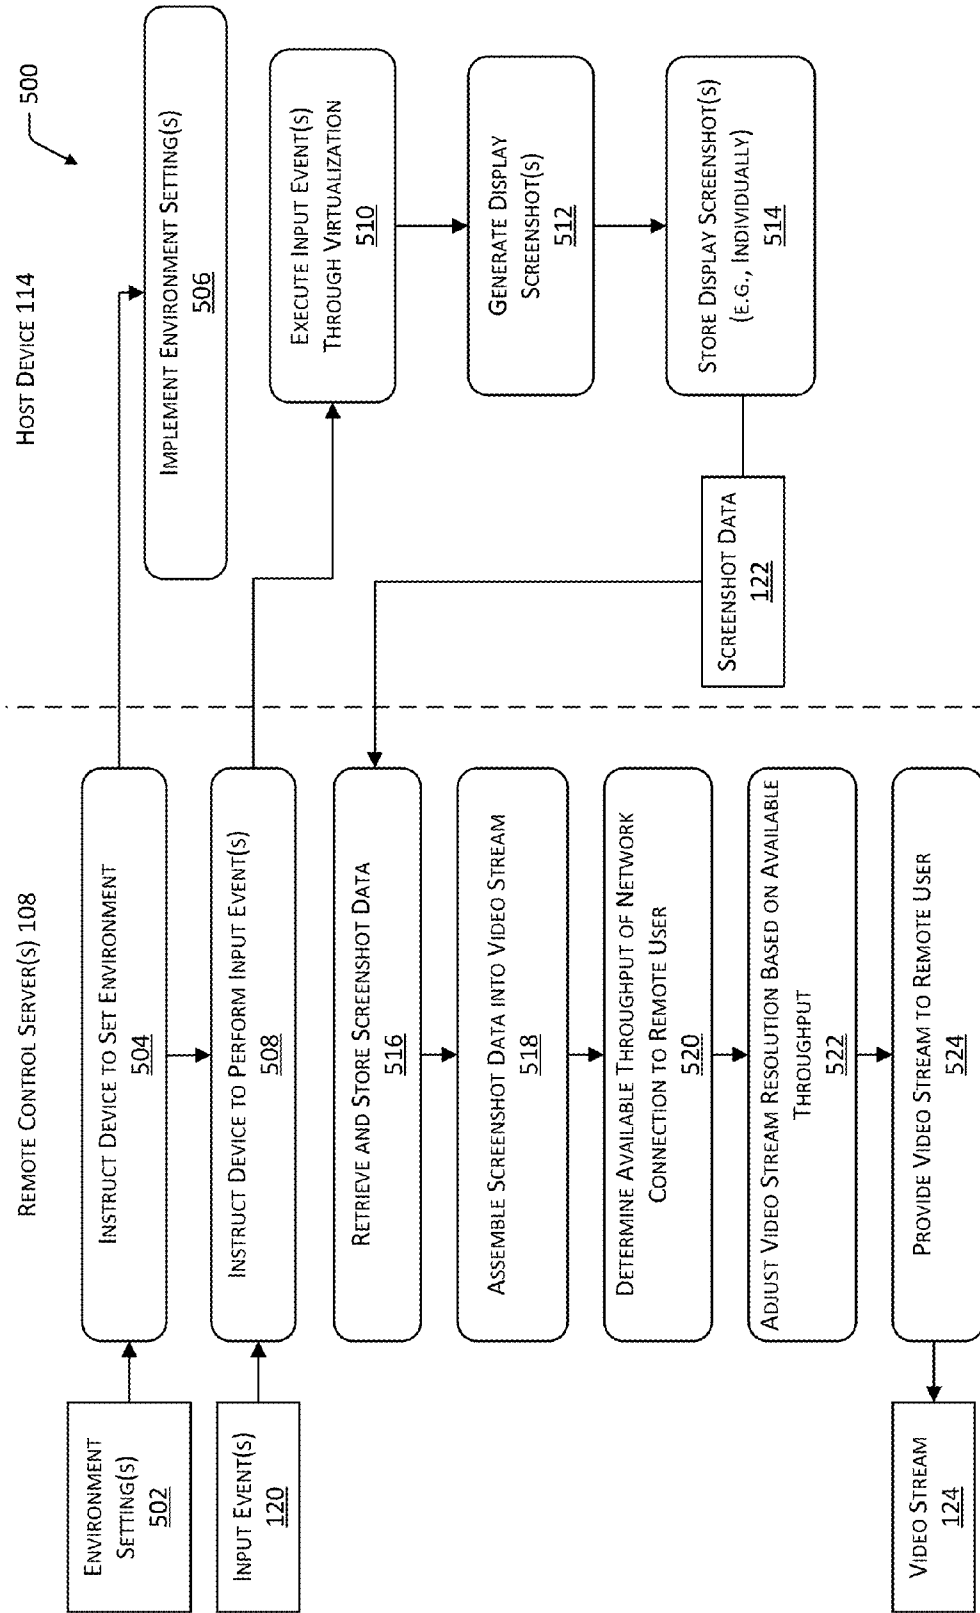 REMOTE CONTROL SERVER(S) 108
HOST DEVICE 114
500
ENVIRONMENT
SETTING(S)
502
INSTRUCT DEVICE TO SET ENVIRONMENT
504
IMPLEMENT ENVIRONMENT SETTING(S)
506
INPUT EVENT(S)
120
INSTRUCT DEVICE TO PERFORM INPUT EVENT(S)
508
EXECUTE INPUT EVENT(S)
THROUGH VIRTUALIZATION
510
GENERATE DISPLAY
SCREENSHOT(S)
512
STORE DISPLAY SCREENSHOT(S)
(E.G., INDIVIDUALLY)
514
SCREENSHOT DATA
122
RETRIEVE AND STORE SCREENSHOT DATA
516
ASSEMBLE SCREENSHOT DATA INTO VIDEO STREAM
518
DETERMINE AVAILABLE THROUGHPUT OF NETWORK
CONNECTION TO REMOTE USER
520
ADJUST VIDEO STREAM RESOLUTION BASED ON AVAILABLE
THROUGHPUT
522
PROVIDE VIDEO STREAM TO REMOTE USER
524
VIDEO STREAM
124